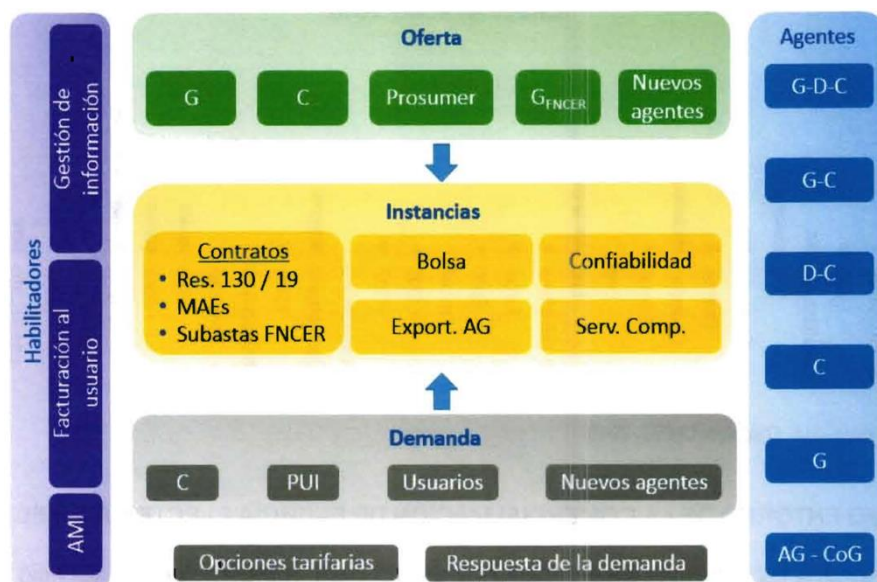 Habilitadores
Gestión de
información
Facturación al
usuario
AMI
Oferta
G
C
Prosumer
G_FNCER
Nuevos
agentes
Instancias
Contratos
• Res. 130 / 19
• MAEs
• Subastas FNCER
Bolsa
Confiabilidad
Export. AG
Serv. Comp.
Demanda
C
PUI
Usuarios
Nuevos agentes
Opciones tarifarias
Respuesta de la demanda
Agentes
G-D-C
G-C
D-C
C
G
AG - CoG